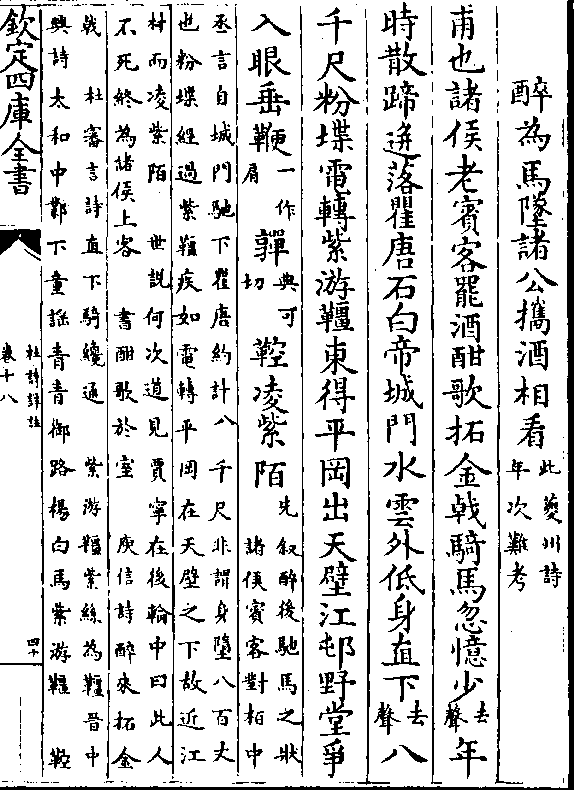 醉為馬墜諸公攜酒相看此夔州詩年次難考
甫也諸侯老賓客罷酒酣歌拓金戟騎馬忽憶少去聲年
時散蹄迸落瞿唐石白帝城門水雲外低身直下去聲八
千尺粉堞電轉紫游韁東得平岡出天壁江邨野堂爭
入眼垂鞭一作肩嚲典可切鞚凌紫陌先叙醉後馳馬之狀諸侯賓客對柏中
丞言自城門馳下瞿唐約計八千尺非謂身墮八百丈
也粉堞經過紫韁疾如電轉平岡在天壁之下故近江
村而凌紫陌 世說何次道見賈寧在後輪中曰此人
不死終為諸侯上客 書酣歌於室 庾信詩醉來拓金
戟 杜審言詩直下騎纔通 紫游韁紫絲為韁晉中
興詩太和中鄴下童謡青青御路楊白馬紫游韁 鞚
欽定四庫全書
杜詩詳註
卷十八
四十